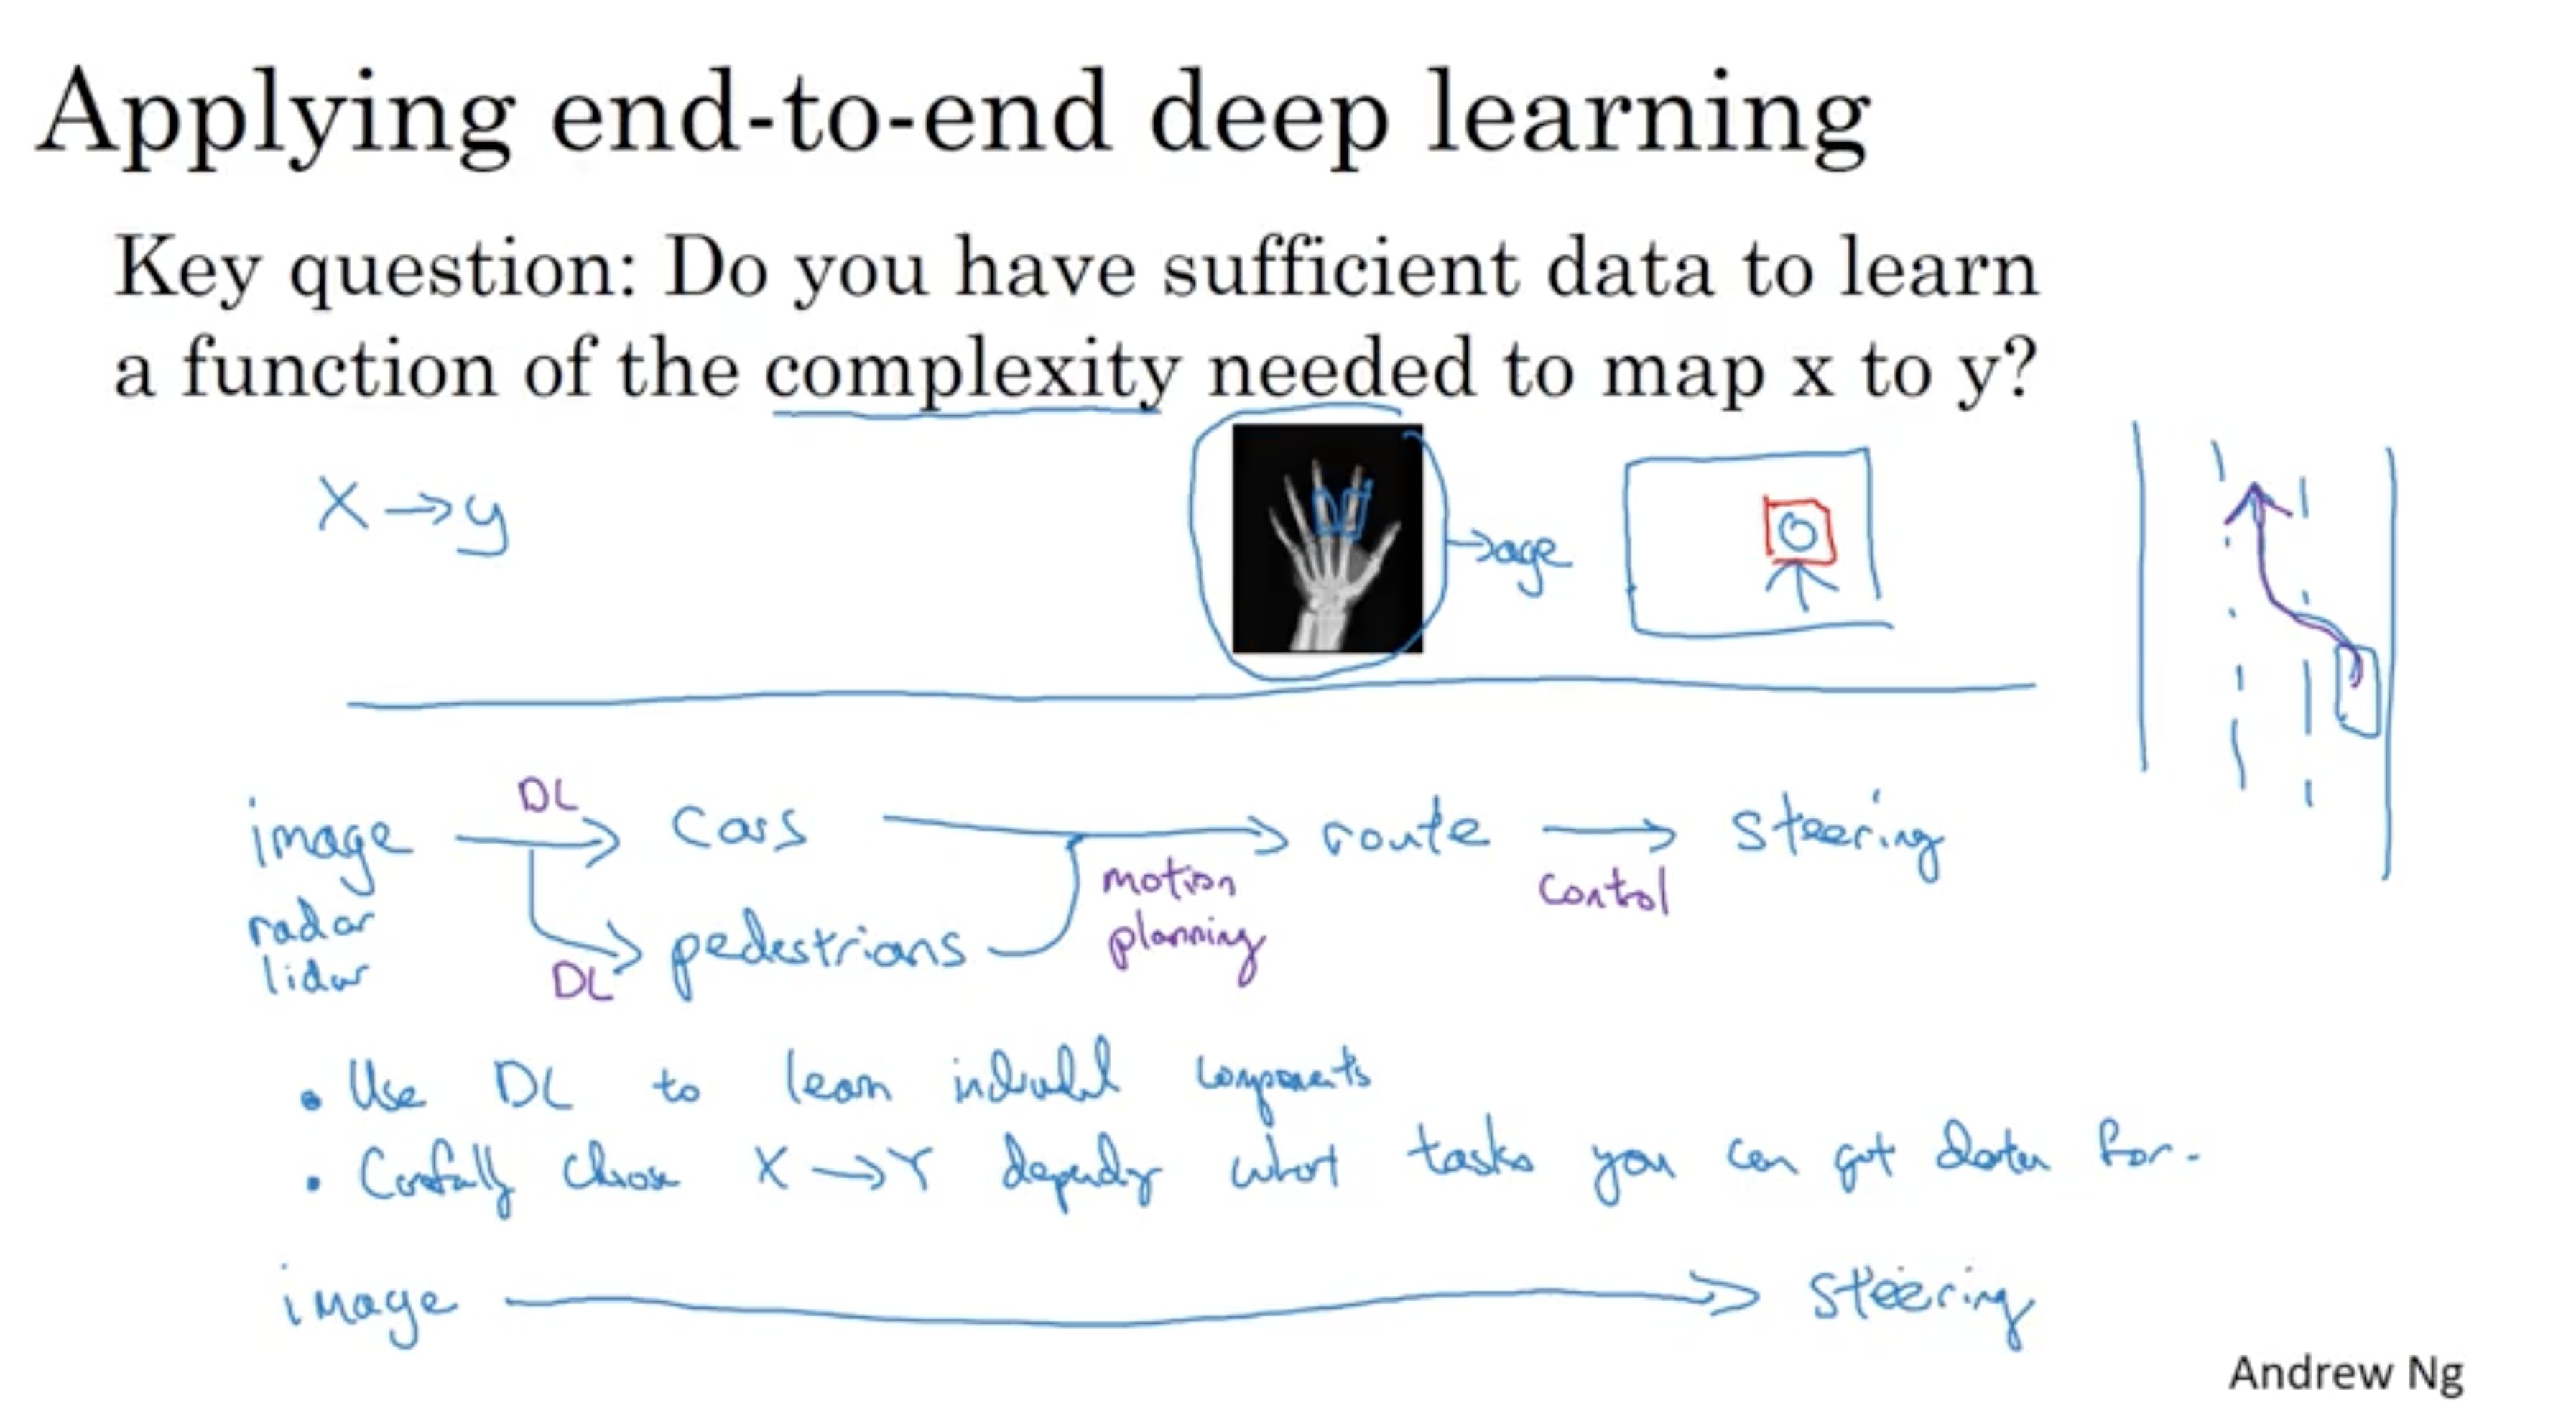 Applying end-to-end deep learning
Key question: Do you have sufficient data to learn
a function of the complexity needed to map x to y?
X → y
→ age
DL
image → cars → route → steering
radar
lidar
DL
pedestrians
motion
planning
control
• Use DL to learn individual components
• Carefully choose X → Y depending what tasks you can get data for.
image → steering
Andrew Ng